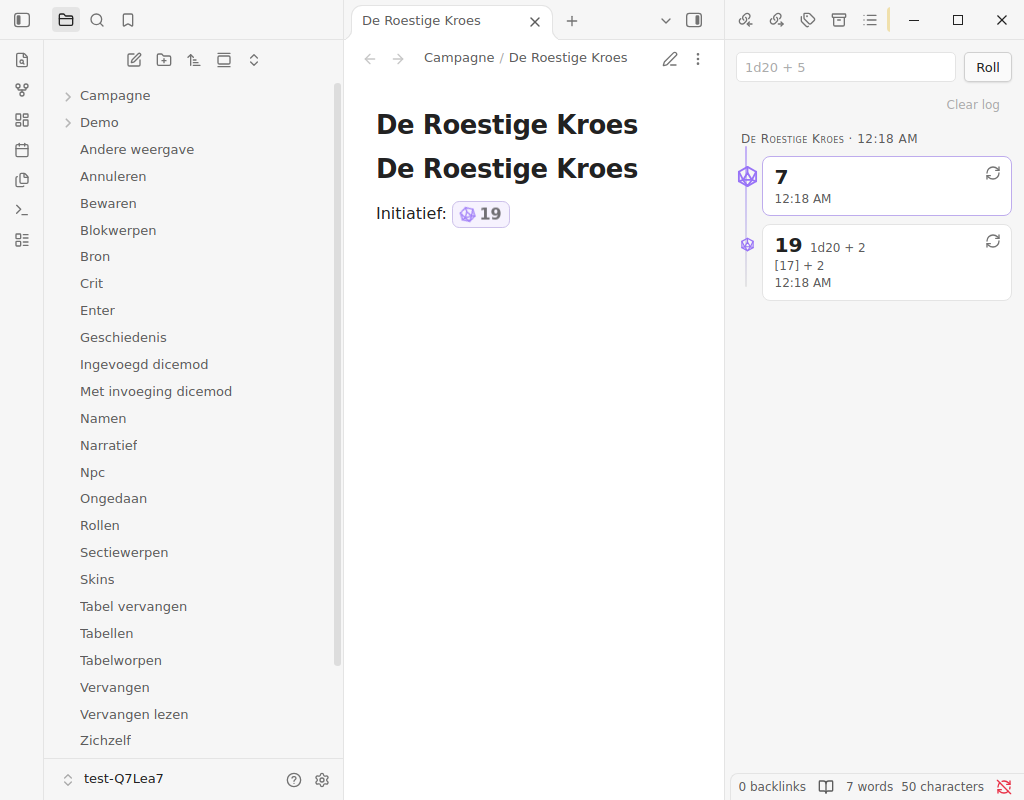 De Roestige Kroes
1d20 + 5
Roll
Clear log
Campagne / De Roestige Kroes
De Roestige Kroes
De Roestige Kroes
Initiatief: 19
De Roestige Kroes · 12:18 AM
7
12:18 AM
19 1d20 + 2
[17] + 2
12:18 AM
Campagne
Demo
Andere weergave
Annuleren
Bewaren
Blokwerpen
Bron
Crit
Enter
Geschiedenis
Ingevoegd dicemod
Met invoeging dicemod
Namen
Narratief
Npc
Ongedaan
Rollen
Sectiewerpen
Skins
Tabel vervangen
Tabellen
Tabelworpen
Vervangen
Vervangen lezen
Zichzelf
test-Q7Lea7
0 backlinks 7 words 50 characters